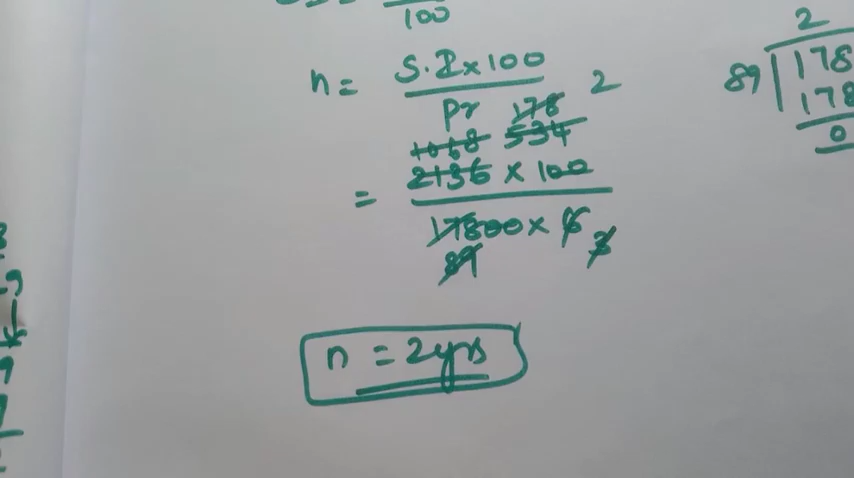 100
n = S.I × 100
Pr
178 2
1068 534
= 2136 × 100
17800 × 6
89 3
n = 2yrs
2
89 178
178
0